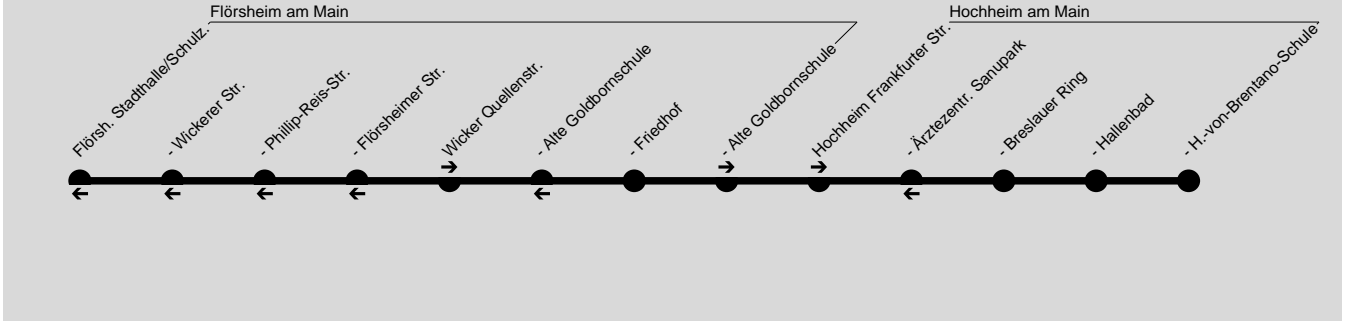 Flörsheim am Main
Hochheim am Main
Flörsh. Stadthalle/Schulz.
- Wickerer Str.
- Phillip-Reis-Str.
- Flörsheimer Str.
Wicker Quellenstr.
- Alte Goldbornschule
- Friedhof
- Alte Goldbornschule
Hochheim Frankfurter Str.
- Ärztezentr. Sanupark
- Breslauer Ring
- Hallenbad
- H.-von-Brentano-Schule